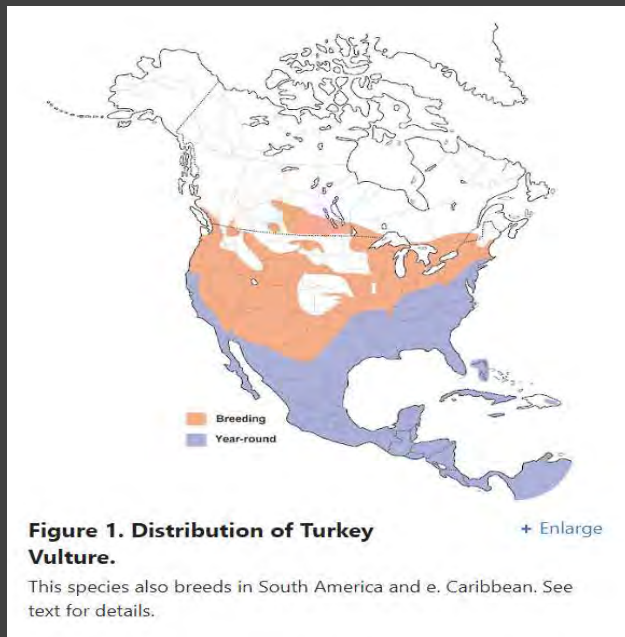 Breeding
Year-round
Figure 1. Distribution of Turkey
Vulture.
+ Enlarge
This species also breeds in South America and e. Caribbean. See
text for details.